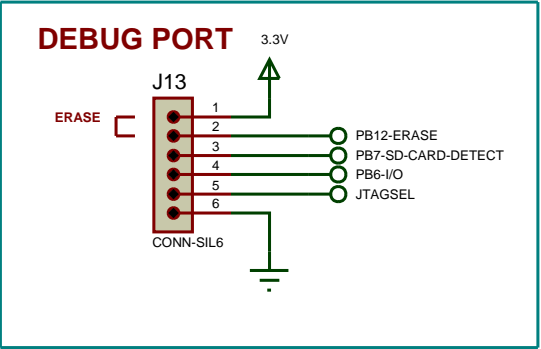 DEBUG PORT
3.3V
J13
ERASE
1
2
PB12-ERASE
3
PB7-SD-CARD-DETECT
4
PB6-I/O
5
JTAGSEL
6
CONN-SIL6